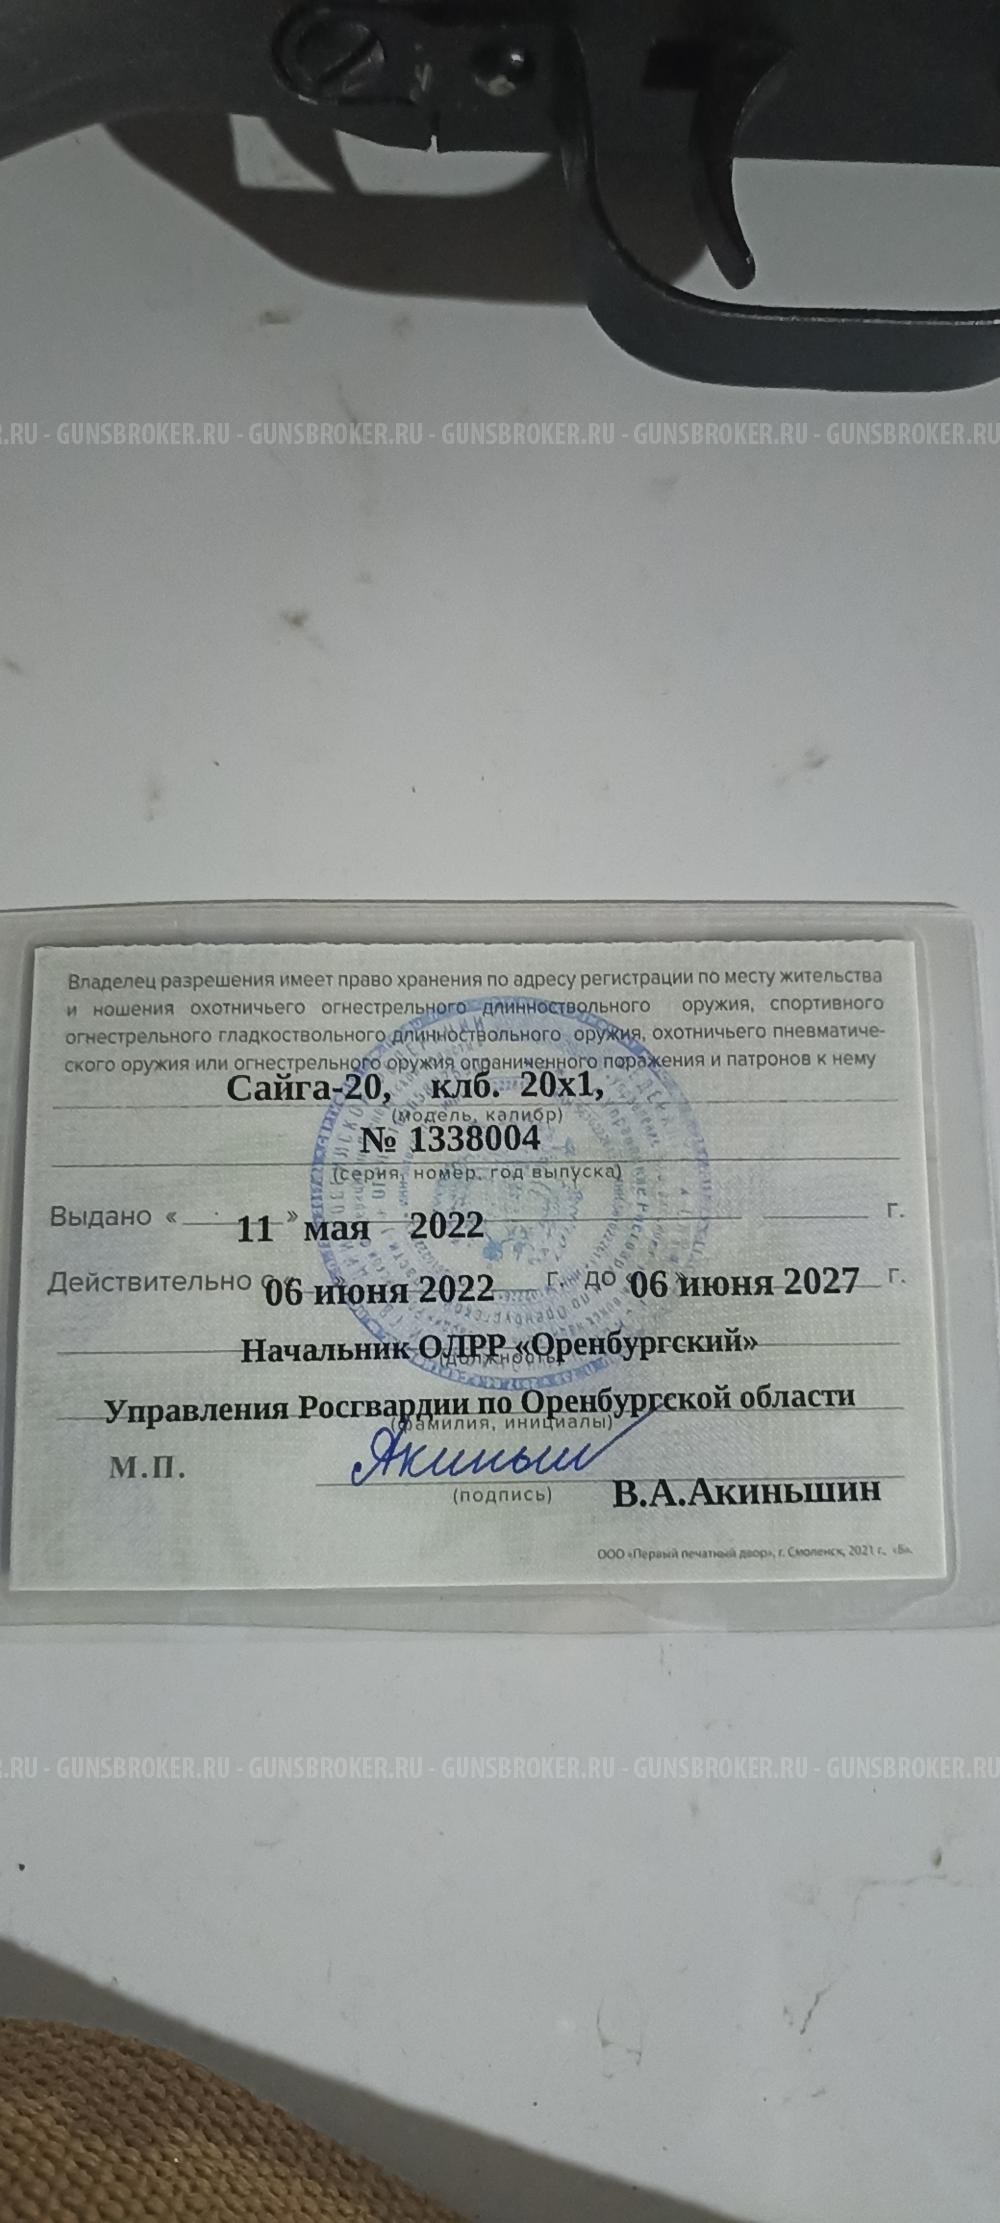 .RU - GUNSBROKER.RU - GUNSBROKER.RU - GUNSBROKER.RU - GUNSBROKER.RU - GUNSBROKER.RU
Владелец разрешения имеет право хранения по адресу регистрации по месту жительства
и ношения охотничьего огнестрельного длинноствольного оружия, спортивного
огнестрельного гладкоствольного длинноствольного оружия, охотничьего пневматиче-
ского оружия или огнестрельного оружия ограниченного поражения и патронов к нему
Сайга-20, клб. 20x1,
(модель, калибр)
№ 1338004
(серия, номер, год выпуска)
Выдано « 11 » мая 2022 г.
Действительно с « 06 июня 2022 г. до « 06 » июня 2027 г.
Начальник ОЛРР «Оренбургский»
(должность)
Управления Росгвардии по Оренбургской области
(фамилия, инициалы)
М.П.
Акиньш
(подпись)
В.А.Акиньшин
ООО «Первый печатный двор», г. Смоленск, 2021 г., «Б».
.RU - GUNSBROKER.RU - GUNSBROKER.RU - GUNSBROKER.RU - GUNSBROKER.RU - GUNSBROKER.RU